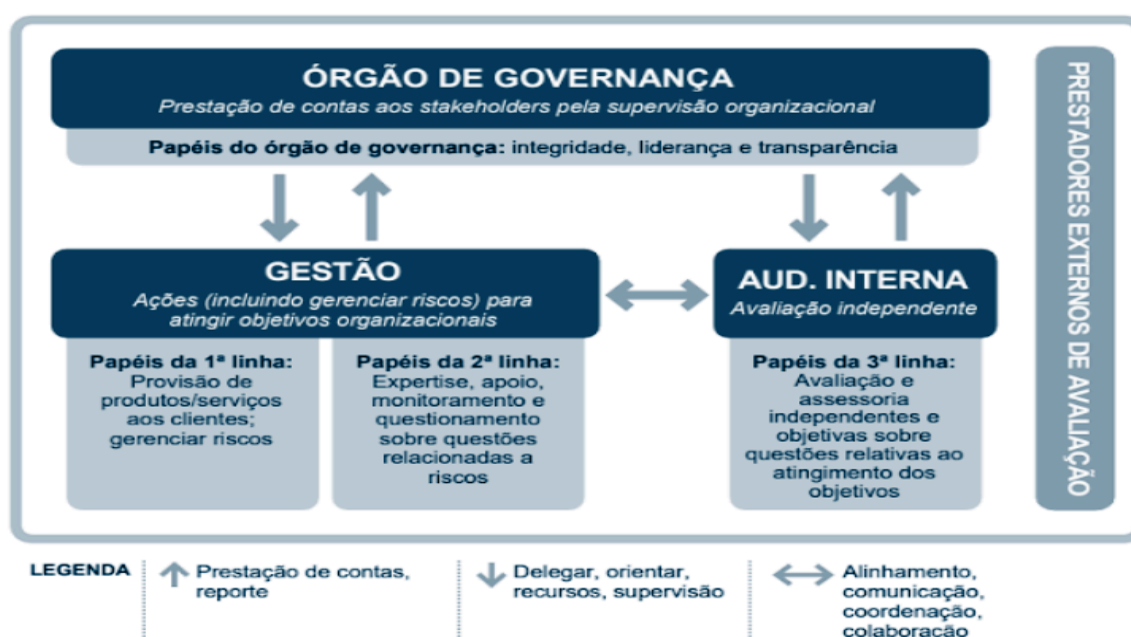 ÓRGÃO DE GOVERNANÇA
Prestação de contas aos stakeholders pela supervisão organizacional
Papéis do órgão de governança: integridade, liderança e transparência
GESTÃO
Ações (incluindo gerenciar riscos) para
atingir objetivos organizacionais
Papéis da 1ª linha:
Provisão de
produtos/serviços
aos clientes;
gerenciar riscos
Papéis da 2ª linha:
Expertise, apoio,
monitoramento e
questionamento
sobre questões
relacionadas a
riscos
AUD. INTERNA
Avaliação independente
Papéis da 3ª linha:
Avaliação e
assessoria
independentes e
objetivas sobre
questões relativas ao
atingimento dos
objetivos
PRESTADORES EXTERNOS DE AVALIAÇÃO
LEGENDA
Prestação de contas,
reporte
Delegar, orientar,
recursos, supervisão
Alinhamento,
comunicação,
coordenação,
colaboração